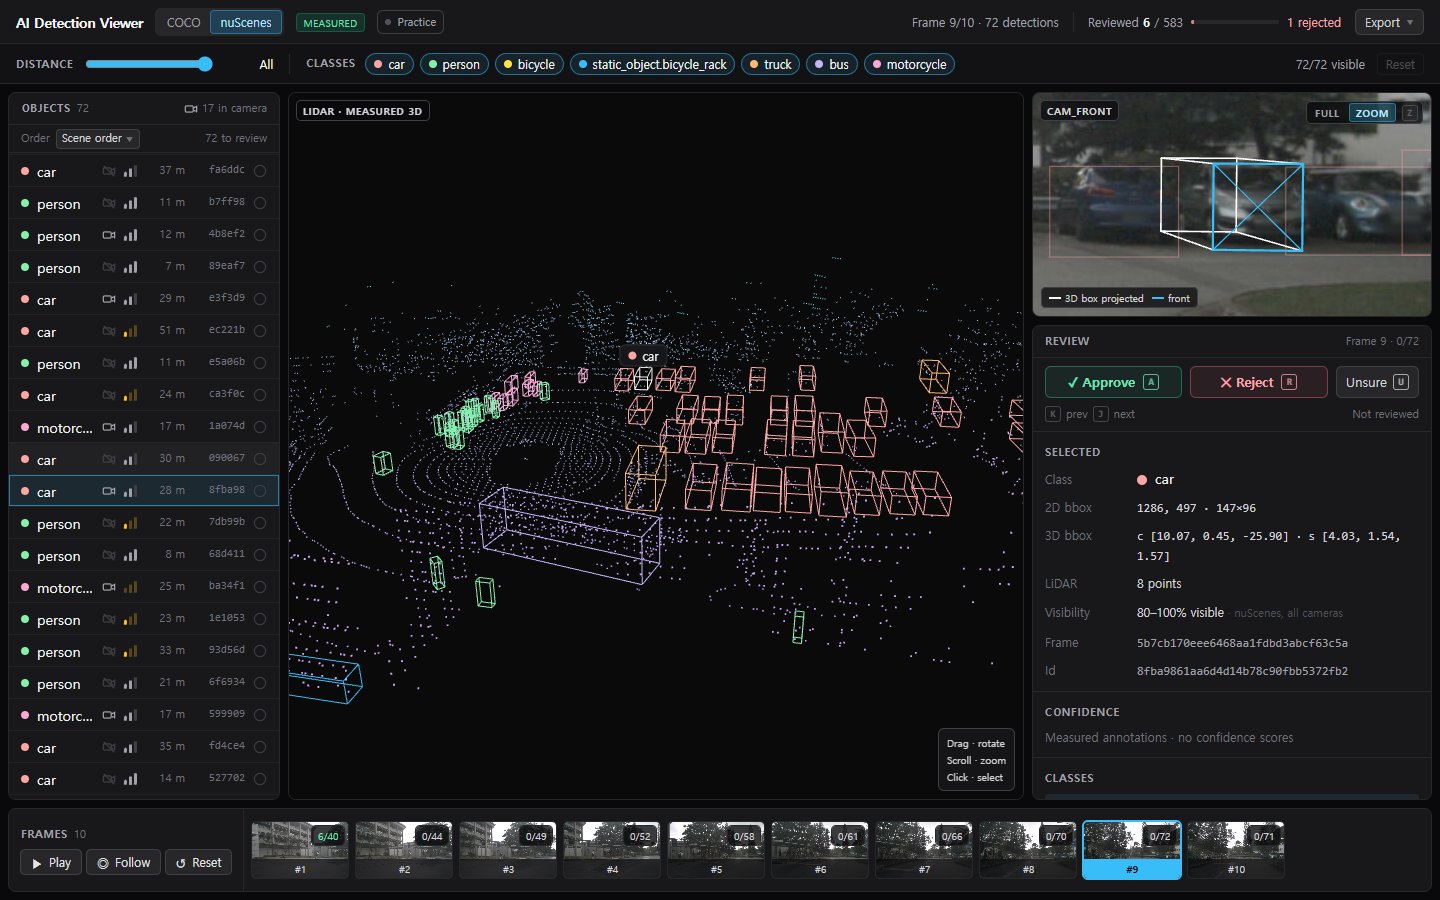 AI Detection Viewer COCO nuScenes MEASURED Practice Frame 9/10 · 72 detections Reviewed 6 / 583 1 rejected Export
DISTANCE All CLASSES car person bicycle static_object.bicycle_rack truck bus motorcycle 72/72 visible Reset
OBJECTS 72 17 in camera
Order Scene order 72 to review
car 37 m fa6ddc
person 11 m b7ff98
person 12 m 4b8ef2
person 7 m 89eaf7
car 29 m e3f3d9
car 51 m ec221b
person 11 m e5a06b
car 24 m ca3f0c
motorc... 17 m 1a074d
car 30 m 090067
car 28 m 8fba98
person 22 m 7db99b
person 8 m 68d411
motorc... 25 m ba34f1
person 23 m 1e1053
person 33 m 93d56d
person 21 m 6f6934
motorc... 17 m 599909
car 35 m fd4ce4
car 14 m 527702
LIDAR · MEASURED 3D
car
Drag · rotate
Scroll · zoom
Click · select
CAM_FRONT FULL ZOOM Z
3D box projected front
REVIEW Frame 9 · 0/72
Approve A Reject R Unsure U
K prev J next Not reviewed
SELECTED
Class car
2D bbox 1286, 497 · 147×96
3D bbox c [10.07, 0.45, -25.90] · s [4.03, 1.54,
1.57]
LiDAR 8 points
Visibility 80–100% visible · nuScenes, all cameras
Frame 5b7cb170eee6468aa1fdbd3abcf63c5a
Id 8fba9861aa6d4d14b78c90fbb5372fb2
CONFIDENCE
Measured annotations · no confidence scores
CLASSES
FRAMES 10
Play Follow Reset
6/40 0/44 0/49 0/52 0/58 0/61 0/66 0/70 0/72 0/71
#1 #2 #3 #4 #5 #6 #7 #8 #9 #10